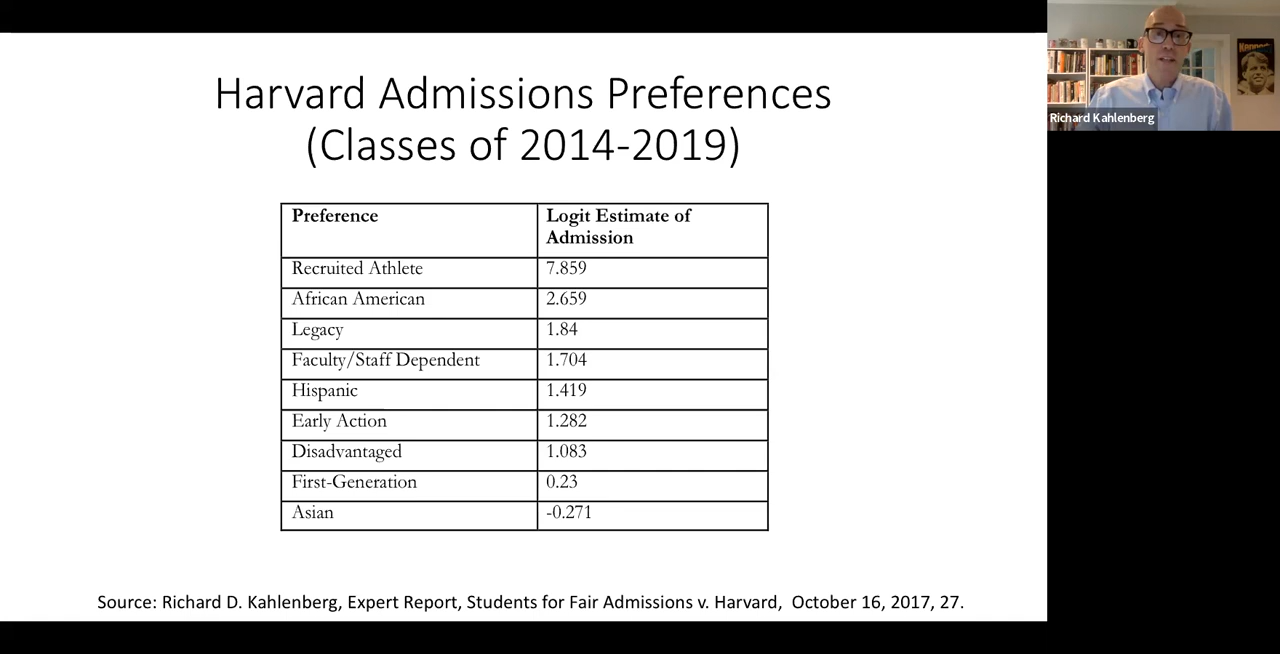 Harvard Admissions Preferences
(Classes of 2014-2019)
Preference Logit Estimate of
Admission
Recruited Athlete 7.859
African American 2.659
Legacy 1.84
Faculty/Staff Dependent 1.704
Hispanic 1.419
Early Action 1.282
Disadvantaged 1.083
First-Generation 0.23
Asian -0.271
Source: Richard D. Kahlenberg, Expert Report, Students for Fair Admissions v. Harvard, October 16, 2017, 27.
Richard Kahlenberg